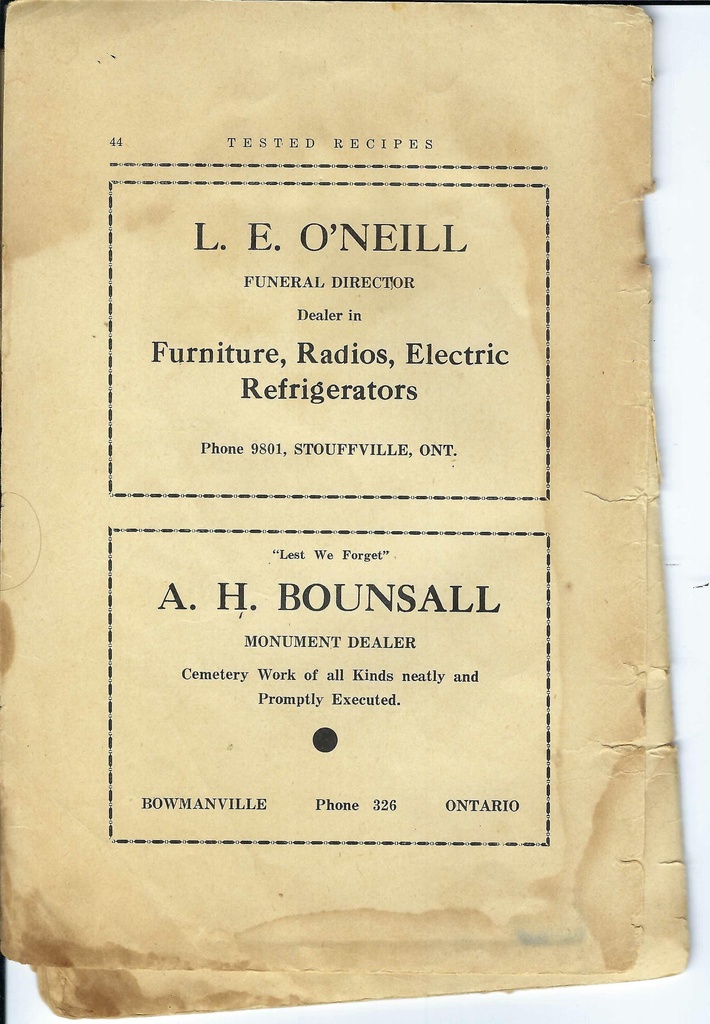 44 TESTED RECIPES
L. E. O'NEILL
FUNERAL DIRECTOR
Dealer in
Furniture, Radios, Electric
Refrigerators
Phone 9801, STOUFFVILLE, ONT.
"Lest We Forget"
A. H. BOUNSALL
MONUMENT DEALER
Cemetery Work of all Kinds neatly and
Promptly Executed.
BOWMANVILLE Phone 326 ONTARIO